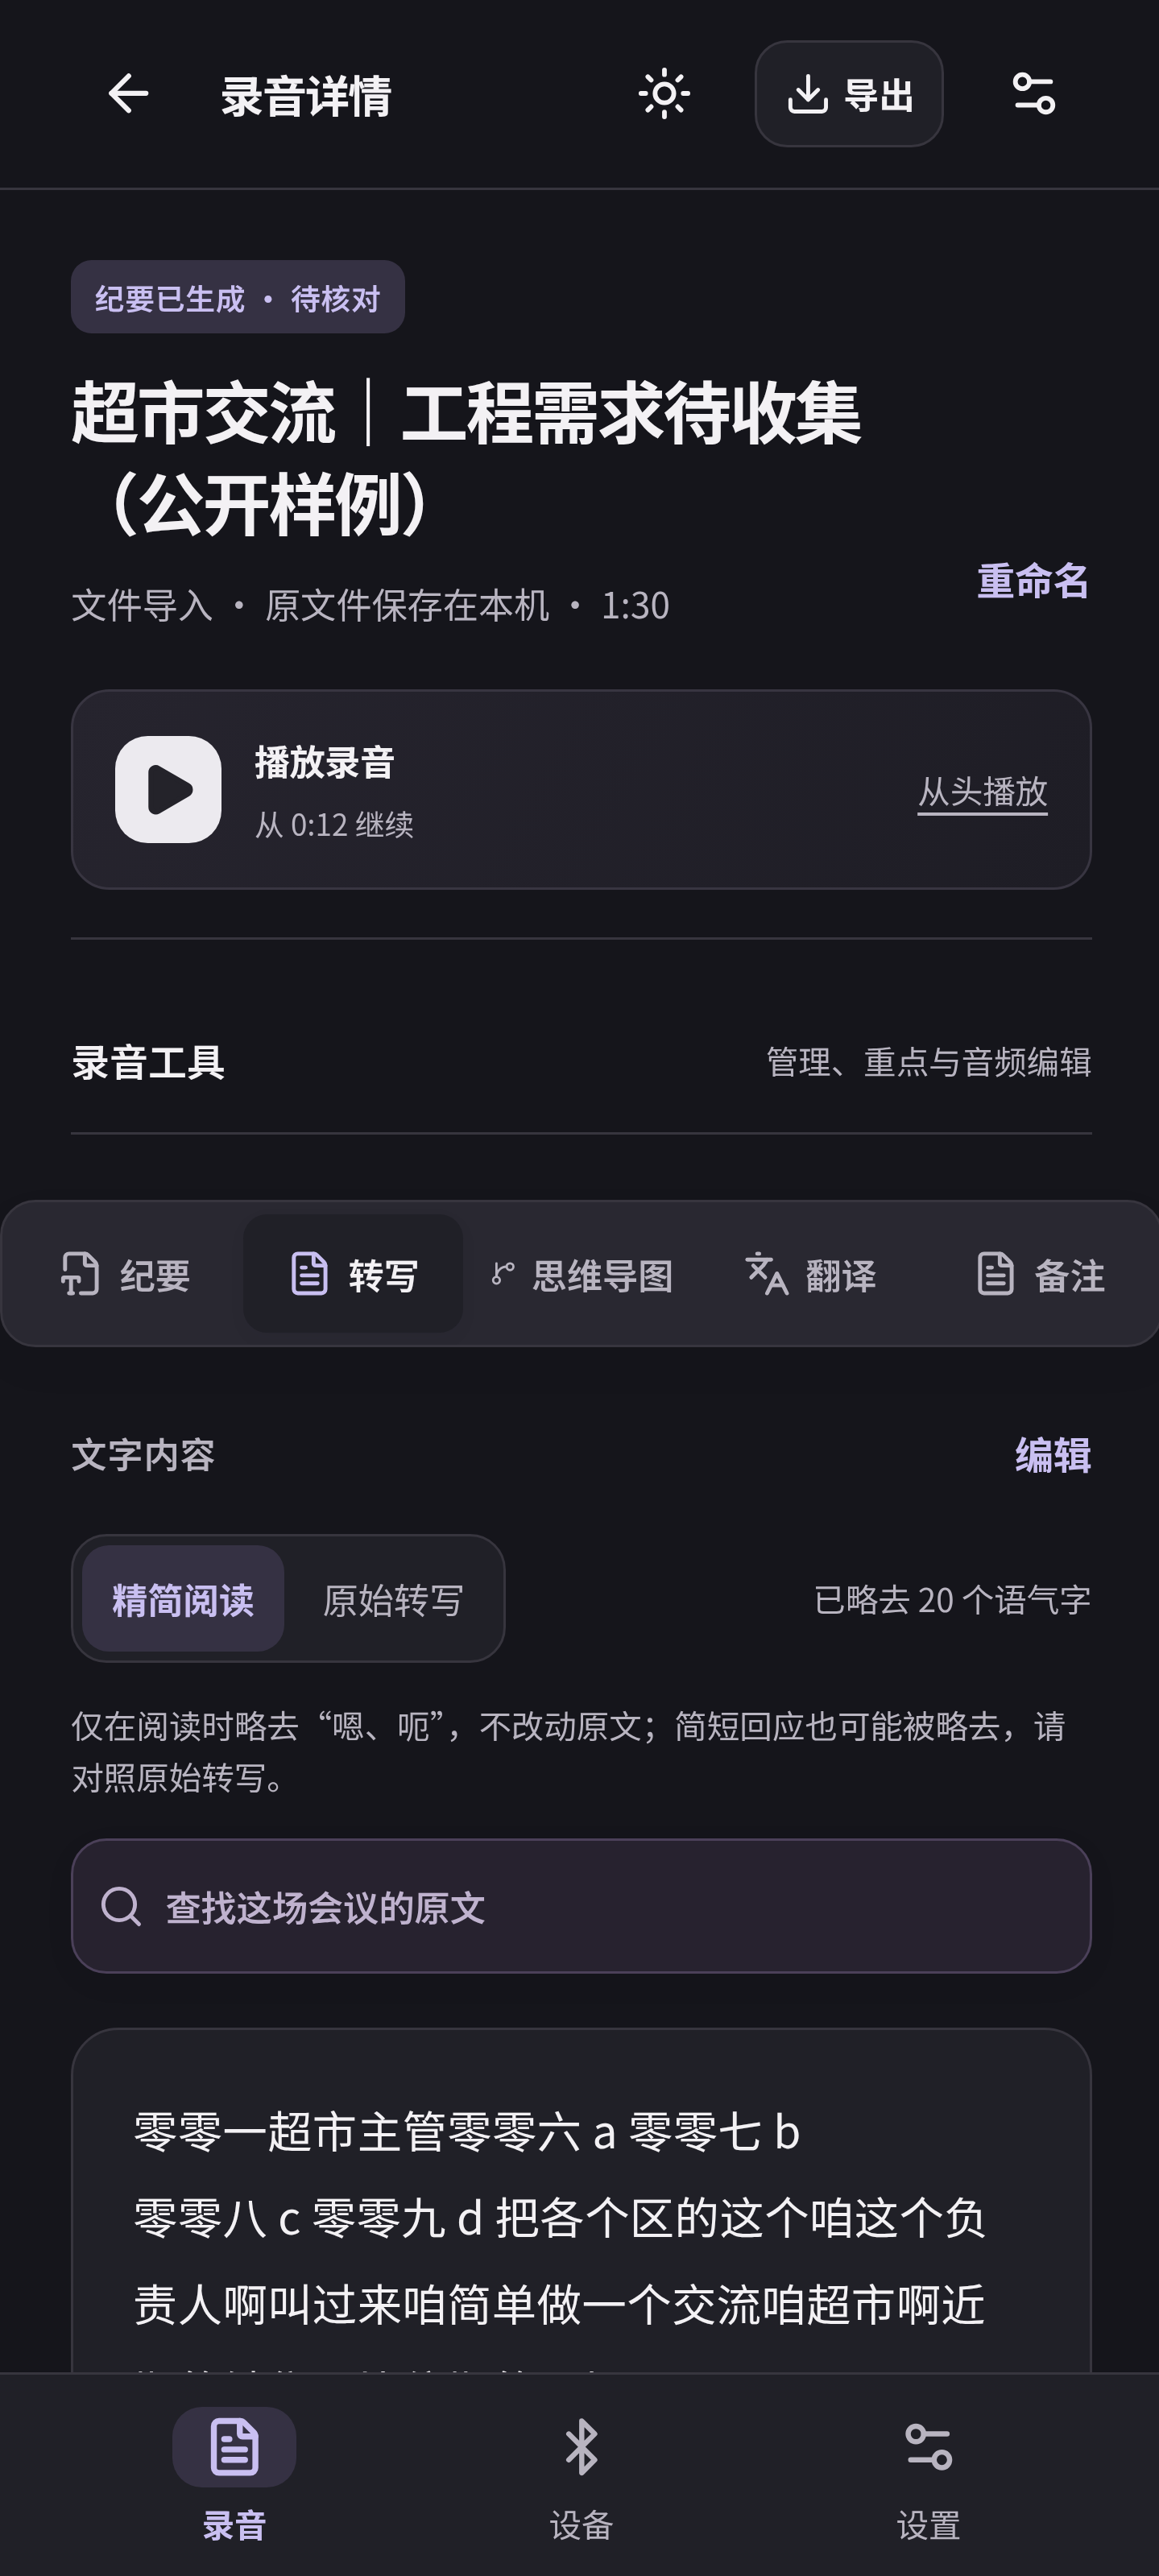 录音详情
导出
纪要已生成 · 待核对
超市交流｜工程需求待收集
（公开样例）
重命名
文件导入 · 原文件保存在本机 · 1:30
播放录音
从 0:12 继续
从头播放
录音工具
管理、重点与音频编辑
纪要
转写
思维导图
翻译
备注
文字内容
编辑
精简阅读
原始转写
已略去 20 个语气字
仅在阅读时略去“嗯、呃”，不改动原文；简短回应也可能被略去，请
对照原始转写。
查找这场会议的原文
零零一超市主管零零六 a 零零七 b
零零八 c 零零九 d 把各个区的这个咱这个负
责人啊叫过来咱简单做一个交流咱超市啊近
录音
设备
设置